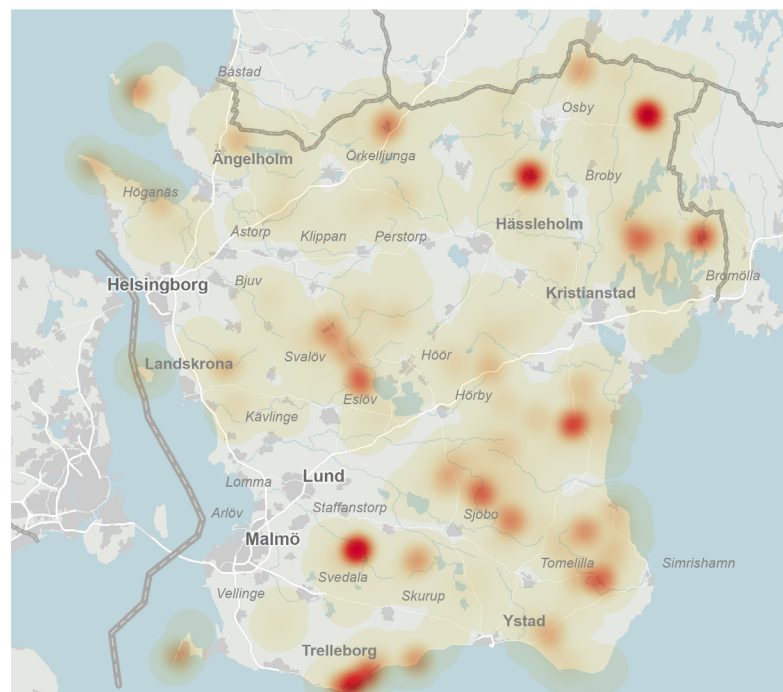 Båstad
Osby
Örkelljunga
Ängelholm
Broby
Höganäs
Hässleholm
Åstorp
Klippan
Perstorp
Bromölla
Bjuv
Helsingborg
Kristianstad
Svalöv
Höör
Landskrona
Hörby
Eslöv
Kävlinge
Lund
Lomma
Staffanstorp
Arlöv
Sjöbo
Malmö
Tomelilla
Simrishamn
Svedala
Vellinge
Skurup
Ystad
Trelleborg